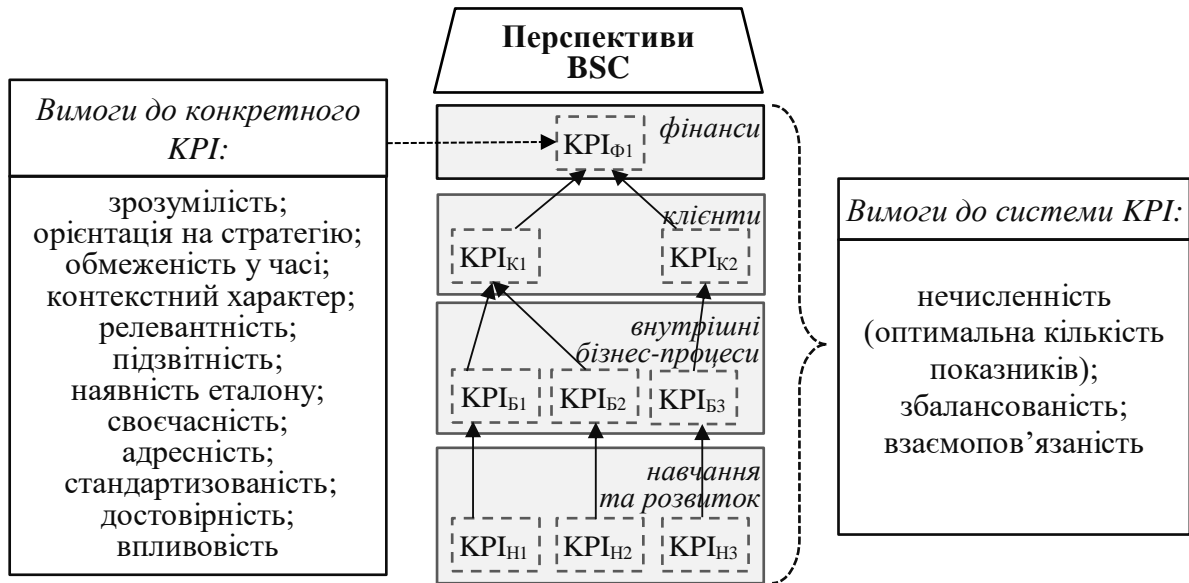 Перспективи
BSC
Вимоги до конкретного
KPI:
зрозумілість;
орієнтація на стратегію;
обмеженість у часі;
контекстний характер;
релевантність;
підзвітність;
наявність еталону;
своєчасність;
адресність;
стандартизованість;
достовірність;
впливовість
фінанси
KPIФ1
клієнти
KPIК1
KPIК2
внутрішні
бізнес-процеси
KPIБ1
KPIБ2
KPIБ3
навчання
та розвиток
KPIН1
KPIН2
KPIН3
Вимоги до системи KPI:
нечисленність
(оптимальна кількість
показників);
збалансованість;
взаємопов’язаність